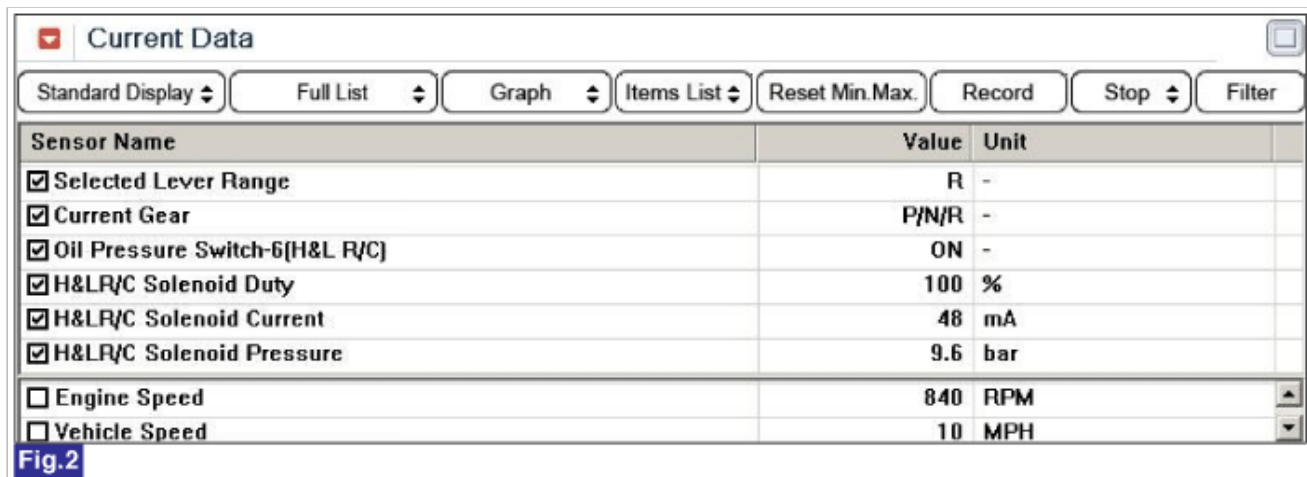 Current Data
Standard Display Full List Graph Items List Reset Min.Max. Record Stop Filter
Sensor Name Value Unit
Selected Lever Range R -
Current Gear P/N/R -
Oil Pressure Switch-6(H&L R/C) ON -
H&LR/C Solenoid Duty 100 %
H&LR/C Solenoid Current 48 mA
H&LR/C Solenoid Pressure 9.6 bar
Engine Speed 840 RPM
Vehicle Speed 10 MPH
Fig.2